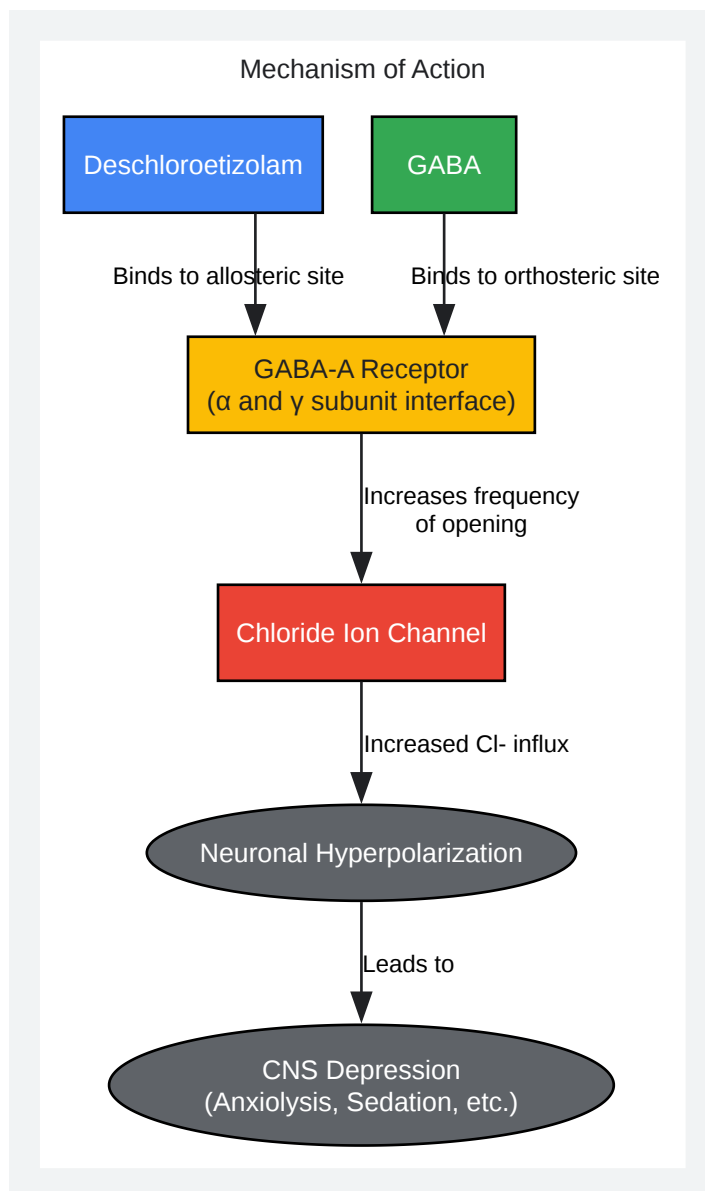 Mechanism of Action
Deschloroetizolam
GABA
Binds to allosteric site
Binds to orthosteric site
GABA-A Receptor
(α and γ subunit interface)
Increases frequency
of opening
Chloride Ion Channel
Increased Cl- influx
Neuronal Hyperpolarization
Leads to
CNS Depression
(Anxiolysis, Sedation, etc.)